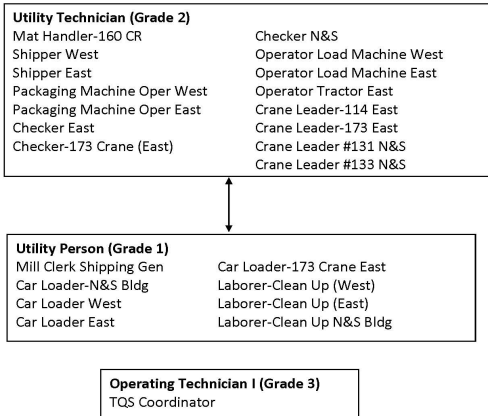 Utility Technician (Grade 2)
Mat Handler-160 CR
Shipper West
Shipper East
Packaging Machine Oper West
Packaging Machine Oper East
Checker East
Checker-173 Crane (East)
Checker N&S
Operator Load Machine West
Operator Load Machine East
Operator Tractor East
Crane Leader-114 East
Crane Leader-173 East
Crane Leader #131 N&S
Crane Leader #133 N&S
Utility Person (Grade 1)
Mill Clerk Shipping Gen
Car Loader-N&S Bldg
Car Loader West
Car Loader East
Car Loader-173 Crane East
Laborer-Clean Up (West)
Laborer-Clean Up (East)
Laborer-Clean Up N&S Bldg
Operating Technician I (Grade 3)
TQS Coordinator